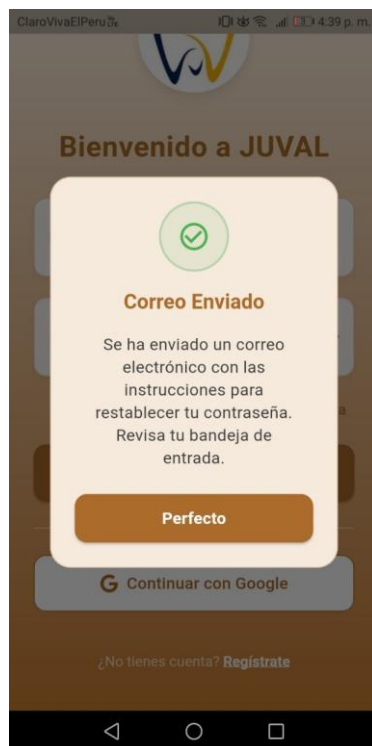 ClaroVivaElPeru 4:39 p. m.
Bienvenido a JUVAL
Correo Enviado
Se ha enviado un correo
electrónico con las
instrucciones para
restablecer tu contraseña.
Revisa tu bandeja de
entrada.
Perfecto
G Continuar con Google
¿No tienes cuenta? Regístrate